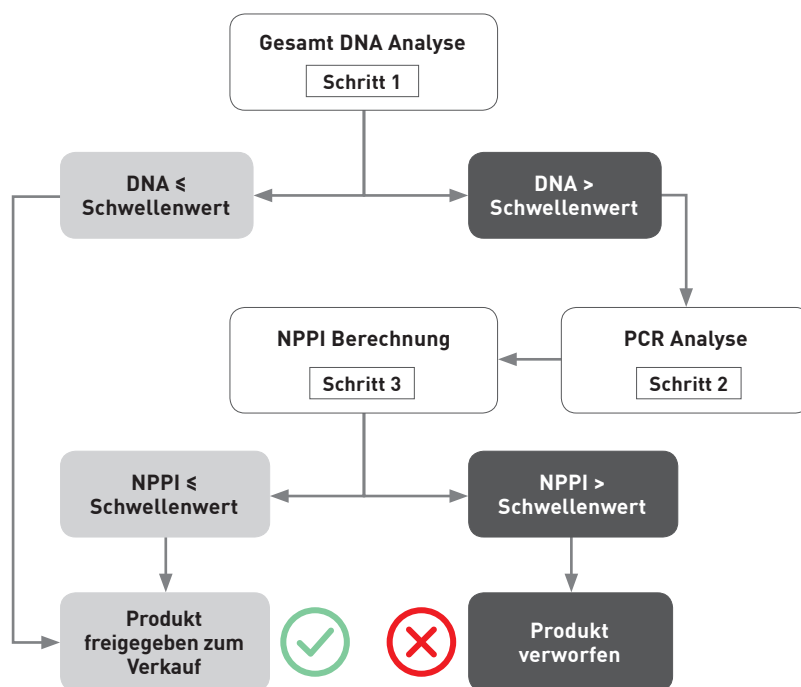 Gesamt DNA Analyse
Schritt 1
DNA ⩽
Schwellenwert
DNA >
Schwellenwert
NPPI Berechnung
Schritt 3
PCR Analyse
Schritt 2
NPPI ⩽
Schwellenwert
NPPI >
Schwellenwert
Produkt
freigegeben zum
Verkauf
Produkt
verworfen